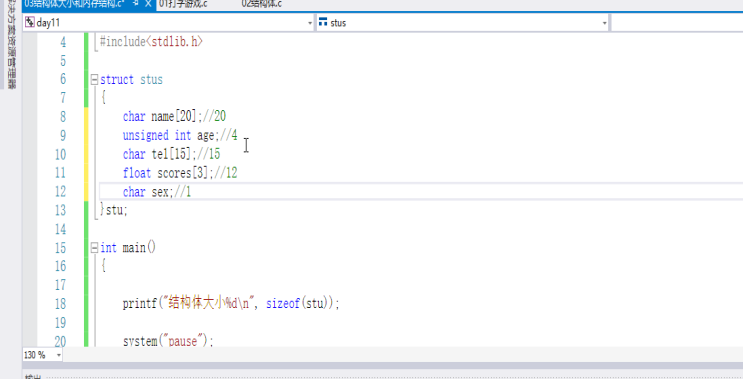 03结构体大小和内存结构.c*
01打字游戏.c
02结构体.c
解决方案资源管理器
day11
stus
4 #include<stdlib.h>
5
6 struct stus
7 {
8 char name[20];//20
9 unsigned int age;//4
10 char tel[15];//15
11 float scores[3];//12
12 char sex;//1
13 }stu;
14
15 int main()
16 {
17
18 printf("结构体大小%d\n", sizeof(stu));
19
20 system("pause");
130 %
输出